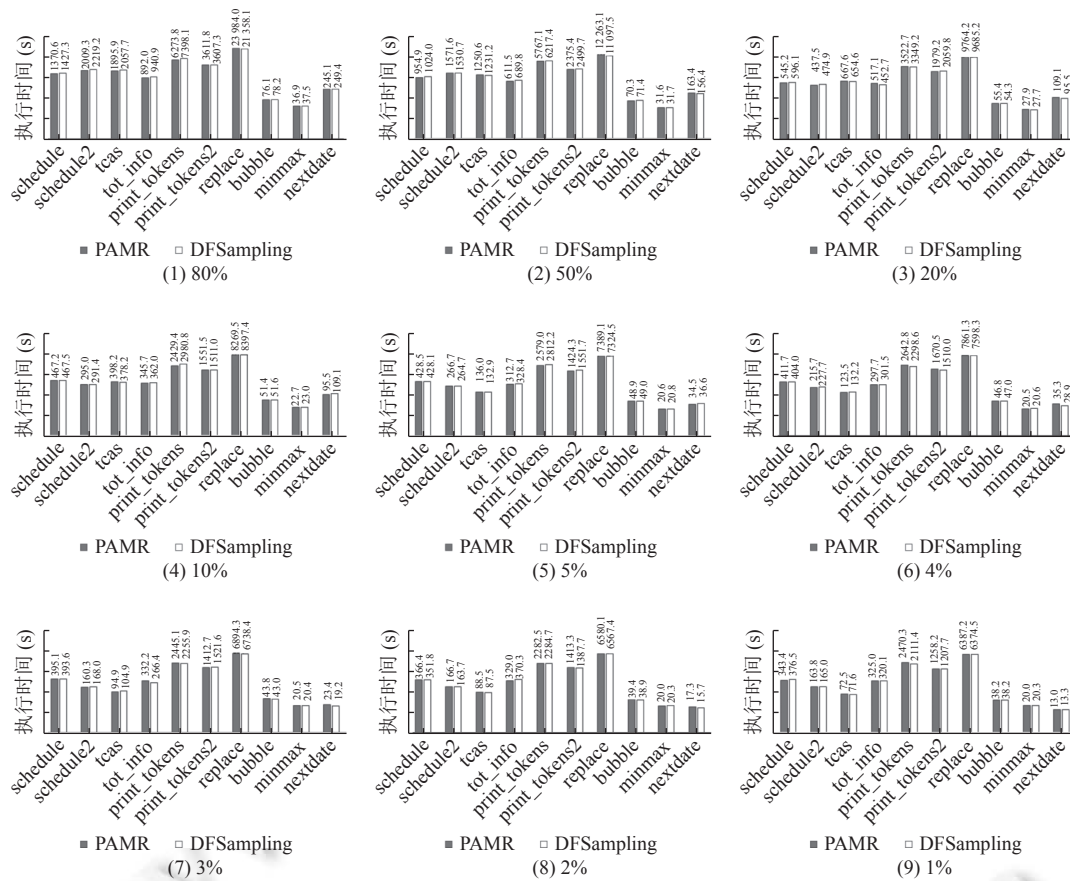 执行时间 (s)
1370.6 1427.3 2009.3 2219.2 1895.9 2057.7 892.0 940.9 6273.8 7398.1 3611.8 3607.3 23 984.0 21 358.1 76.1 78.2 36.9 37.5 245.1 249.4
schedule schedule2 tcas tot_info print_tokens print_tokens2 replace bubble minmax nextdate
PAMR DFSampling
(1) 80%
执行时间 (s)
954.9 1024.0 1571.6 1530.7 1250.6 1231.2 611.5 689.8 5767.1 6217.4 2375.4 2499.7 12 263.1 11 097.5 70.3 71.4 31.6 31.7 163.4 156.4
schedule schedule2 tcas tot_info print_tokens print_tokens2 replace bubble minmax nextdate
PAMR DFSampling
(2) 50%
执行时间 (s)
545.2 596.1 437.5 474.9 667.6 654.6 517.1 452.7 3522.7 3349.2 1979.2 2059.8 9764.2 9685.2 55.4 54.3 27.9 27.7 109.1 95.5
schedule schedule2 tcas tot_info print_tokens print_tokens2 replace bubble minmax nextdate
PAMR DFSampling
(3) 20%
执行时间 (s)
467.2 467.5 295.0 291.4 398.2 378.2 345.7 362.0 2429.4 2980.8 1551.5 1511.0 8269.5 8397.4 51.4 51.6 22.7 23.0 95.5 109.1
schedule schedule2 tcas tot_info print_tokens print_tokens2 replace bubble minmax nextdate
PAMR DFSampling
(4) 10%
执行时间 (s)
428.5 428.1 266.7 264.7 136.0 132.9 312.7 328.4 2579.0 2812.2 1424.3 1551.7 7389.1 7324.5 48.9 49.0 20.6 20.8 34.5 36.6
schedule schedule2 tcas tot_info print_tokens print_tokens2 replace bubble minmax nextdate
PAMR DFSampling
(5) 5%
执行时间 (s)
411.7 404.0 215.7 227.7 123.5 132.2 297.7 301.5 2642.8 2298.6 1670.5 1510.0 7861.3 7598.3 46.8 47.0 20.5 20.6 35.3 28.9
schedule schedule2 tcas tot_info print_tokens print_tokens2 replace bubble minmax nextdate
PAMR DFSampling
(6) 4%
执行时间 (s)
395.1 393.6 160.3 168.0 94.9 104.9 332.2 266.4 2445.1 2255.9 1412.7 1521.6 6894.3 6738.4 43.8 43.0 20.5 20.4 23.4 19.2
schedule schedule2 tcas tot_info print_tokens print_tokens2 replace bubble minmax nextdate
PAMR DFSampling
(7) 3%
执行时间 (s)
366.4 351.8 166.7 163.7 88.5 87.5 329.0 370.3 2282.5 2284.7 1413.3 1387.7 6580.1 6567.4 39.4 38.9 20.0 20.3 17.3 15.7
schedule schedule2 tcas tot_info print_tokens print_tokens2 replace bubble minmax nextdate
PAMR DFSampling
(8) 2%
执行时间 (s)
343.4 376.5 163.8 165.0 72.5 71.6 325.0 320.1 2470.3 2111.4 1258.2 1207.7 6387.2 6374.5 38.2 38.2 20.0 20.3 13.0 13.3
schedule schedule2 tcas tot_info print_tokens print_tokens2 replace bubble minmax nextdate
PAMR DFSampling
(9) 1%